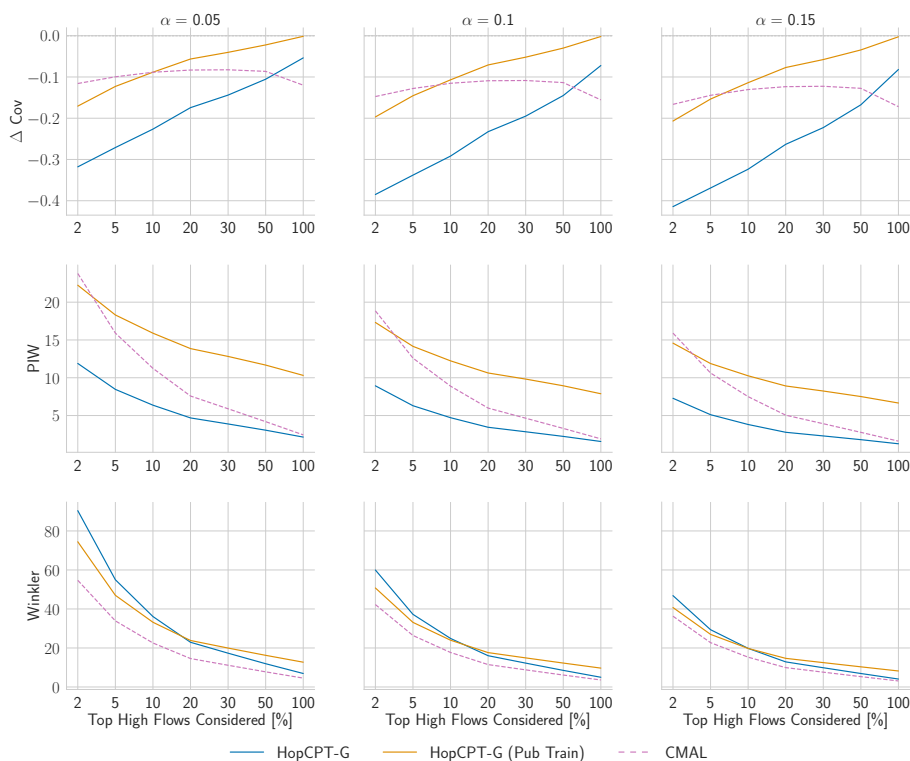 α = 0.05 α = 0.1 α = 0.15
0.0
−0.1
−0.2
−0.3
−0.4
Δ Cov
2 5 10 20 30 50 100 2 5 10 20 30 50 100 2 5 10 20 30 50 100
20
15
10
5
PIW
2 5 10 20 30 50 100 2 5 10 20 30 50 100 2 5 10 20 30 50 100
80
60
40
20
0
Winkler
2 5 10 20 30 50 100 2 5 10 20 30 50 100 2 5 10 20 30 50 100
Top High Flows Considered [%] Top High Flows Considered [%] Top High Flows Considered [%]
HopCPT-G HopCPT-G (Pub Train) CMAL